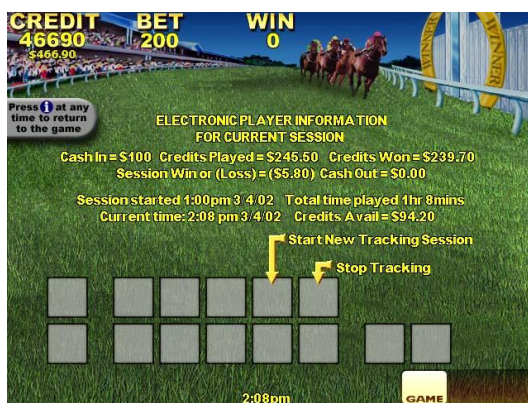 CREDIT BET WIN
46690 200 0
$466.90
Press i at any
time to return
to the game
WINNER
WINNER
ELECTRONIC PLAYER INFORMATION
FOR CURRENT SESSION
Cash In = $100 Credits Played = $245.50 Credits Won = $239.70
Session Win or (Loss) = ($5.80) Cash Out = $0.00
Session started 1:00pm 3/4/02 Total time played 1hr 8mins
Current time: 2:08 pm 3/4/02 Credits Avail = $94.20
Start New Tracking Session
Stop Tracking
2:08pm
GAME